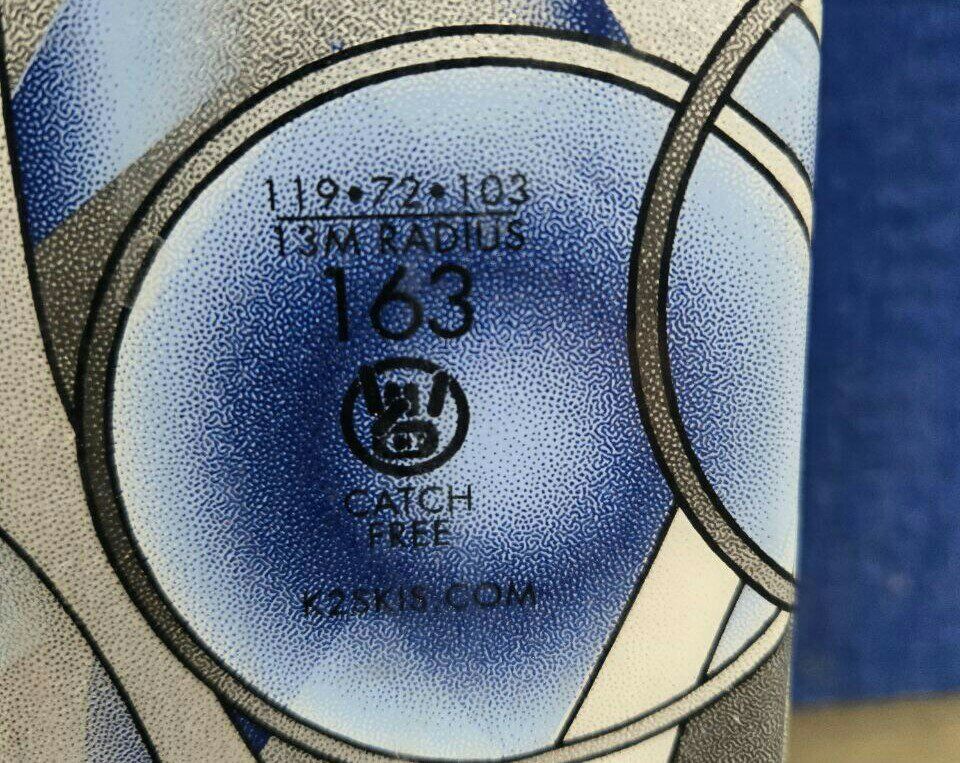 119•72•103
13M RADIUS
163
CATCH
FREE
K2SKIS.COM